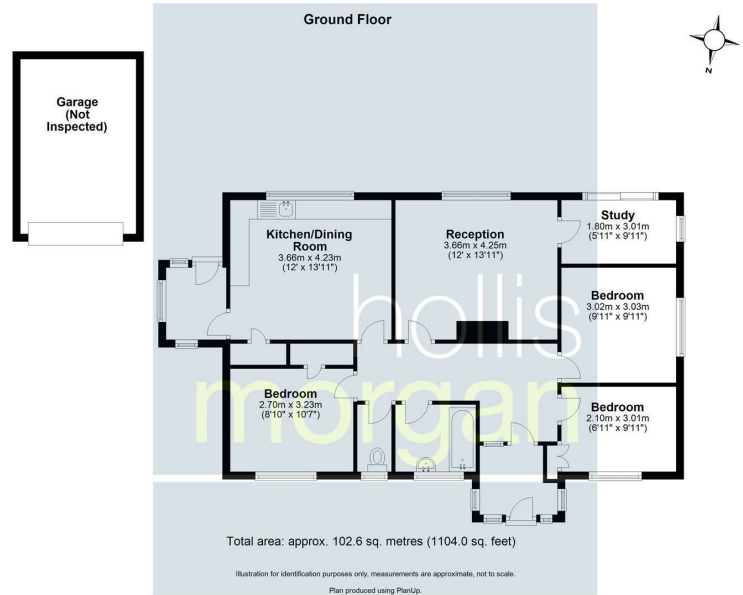 Ground Floor
N
Garage
(Not
Inspected)
Kitchen/Dining
Room
3.66m x 4.23m
(12' x 13'11")
Reception
3.66m x 4.25m
(12' x 13'11")
Study
1.80m x 3.01m
(5'11" x 9'11")
Bedroom
3.02m x 3.03m
(9'11" x 9'11")
Bedroom
2.70m x 3.23m
(8'10" x 10'7")
Bedroom
2.10m x 3.01m
(6'11" x 9'11")
hollis
morgan
Total area: approx. 102.6 sq. metres (1104.0 sq. feet)
Illustration for identification purposes only, measurements are approximate, not to scale.
Plan produced using PlanUp.